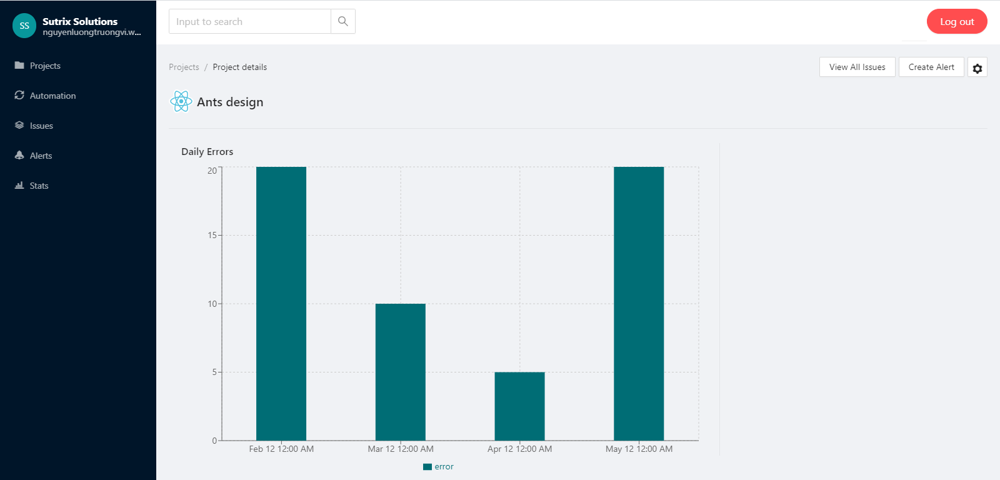 SS
Sutrix Solutions
nguyenluongtruongvi.w...
Projects
Automation
Issues
Alerts
Stats
Input to search
Log out
Projects / Project details
View All Issues
Create Alert
Ants design
Daily Errors
20
15
10
5
0
Feb 12 12:00 AM
Mar 12 12:00 AM
Apr 12 12:00 AM
May 12 12:00 AM
error